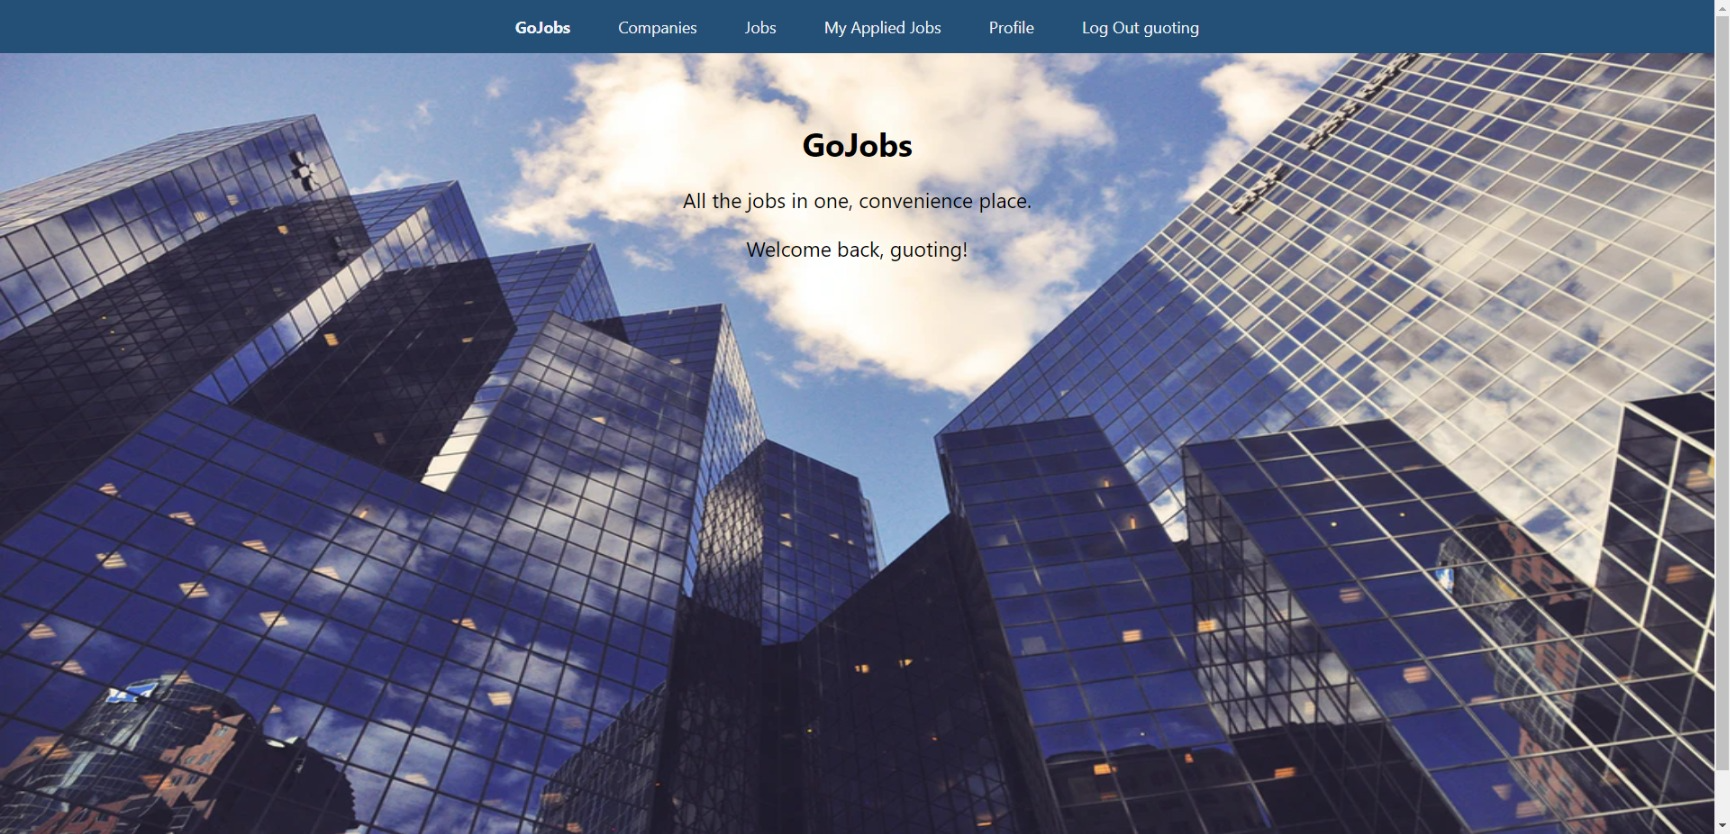 GoJobs Companies Jobs My Applied Jobs Profile Log Out guoting
GoJobs
All the jobs in one, convenience place.
Welcome back, guoting!